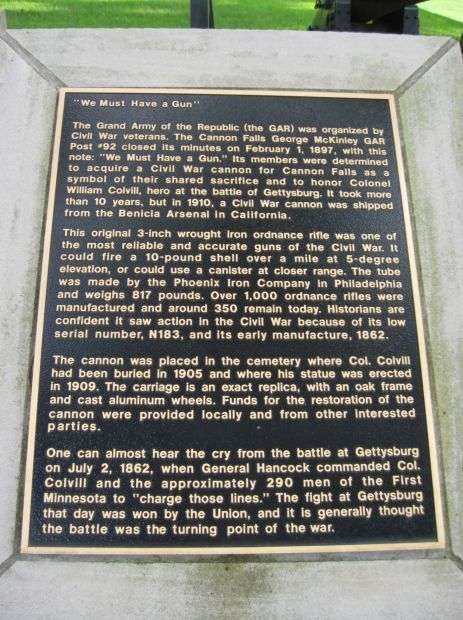 "We Must Have a Gun"
The Grand Army of the Republic (the GAR) was organized by
Civil War veterans. The Cannon Falls George McKinley GAR
Post #92 closed its minutes on February 1, 1897, with this
note: "We Must Have a Gun." Its members were determined
to acquire a Civil War cannon for Cannon Falls as a
symbol of their shared sacrifice and to honor Colonel
William Colvill, hero at the battle of Gettysburg. It took more
than 10 years, but in 1910, a Civil War cannon was shipped
from the Benicia Arsenal in California.
This original 3-inch wrought iron ordnance rifle was one of
the most reliable and accurate guns of the Civil War. It
could fire a 10-pound shell over a mile at 5-degree
elevation, or could use a canister at closer range. The tube
was made by the Phoenix Iron Company in Philadelphia
and weighs 817 pounds. Over 1,000 ordnance rifles were
manufactured and around 350 remain today. Historians are
confident it saw action in the Civil War because of its low
serial number, N183, and its early manufacture, 1862.
The cannon was placed in the cemetery where Col. Colvill
had been buried in 1905 and where his statue was erected
in 1909. The carriage is an exact replica, with an oak frame
and cast aluminum wheels. Funds for the restoration of the
cannon were provided locally and from other interested
parties.
One can almost hear the cry from the battle at Gettysburg
on July 2, 1862, when General Hancock commanded Col.
Colvill and the approximately 290 men of the First
Minnesota to "charge those lines." The fight at Gettysburg
that day was won by the Union, and it is generally thought
the battle was the turning point of the war.